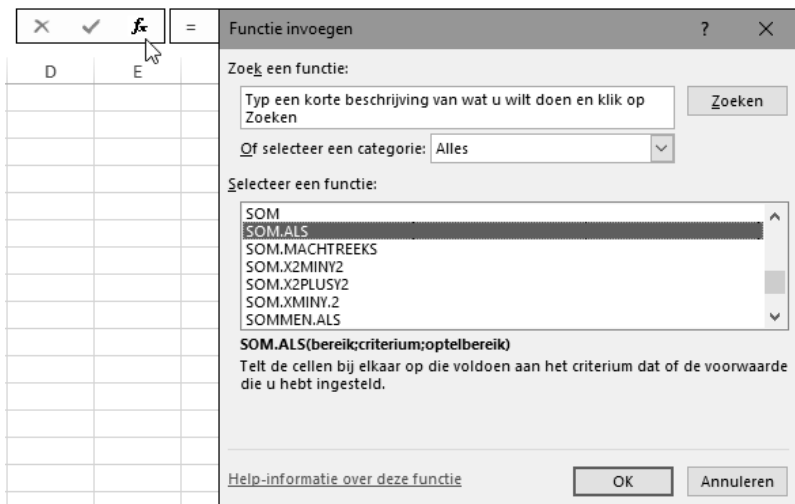 fx =
D E
Functie invoegen ?
Zoek een functie:
Typ een korte beschrijving van wat u wilt doen en klik op
Zoeken
Zoeken
Of selecteer een categorie: Alles
Selecteer een functie:
SOM
SOM.ALS
SOM.MACHTREEKS
SOM.X2MINY2
SOM.X2PLUSY2
SOM.XMINY.2
SOMMEN.ALS
SOM.ALS(bereik;criterium;optelbereik)
Telt de cellen bij elkaar op die voldoen aan het criterium dat of de voorwaarde
die u hebt ingesteld.
Help-informatie over deze functie
OK Annuleren